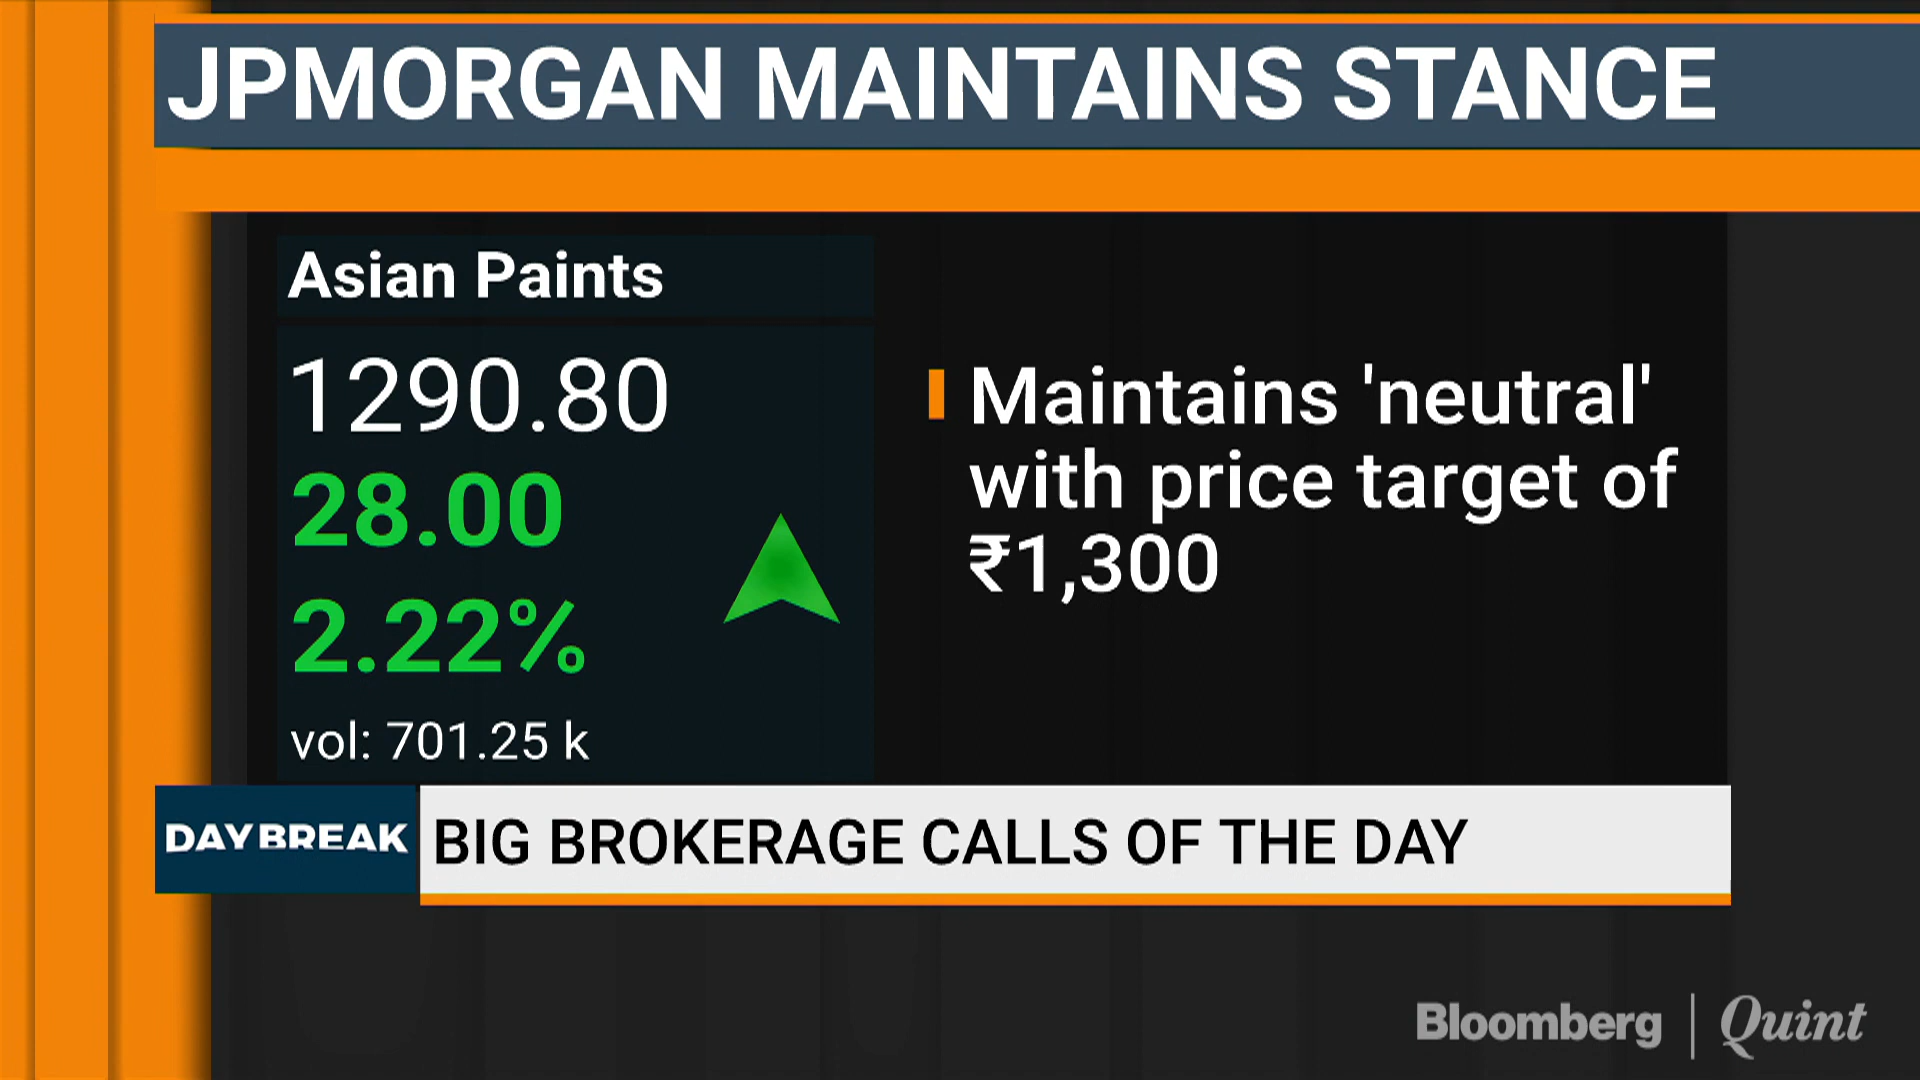 JPMORGAN MAINTAINS STANCE
Asian Paints
1290.80
28.00
2.22%
vol: 701.25 k
Maintains 'neutral'
with price target of
₹1,300
DAYBREAK
BIG BROKERAGE CALLS OF THE DAY
Bloomberg | Quint